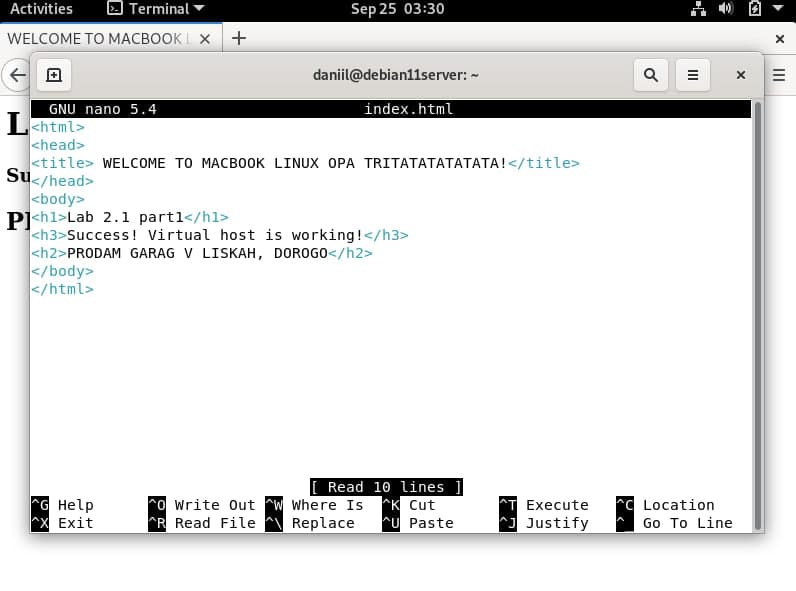 Activities Terminal Sep 25 03:30
WELCOME TO MACBOOK L
daniil@debian11server: ~
GNU nano 5.4 index.html
<html>
<head>
<title> WELCOME TO MACBOOK LINUX OPA TRITATATATATATA!</title>
</head>
<body>
<h1>Lab 2.1 part1</h1>
<h3>Success! Virtual host is working!</h3>
<h2>PRODAM GARAG V LISKAH, DOROGO</h2>
</body>
</html>
L
Su
[ Read 10 lines ]
^G Help ^O Write Out ^W Where Is ^K Cut ^T Execute ^C Location
^X Exit ^R Read File ^\ Replace ^U Paste ^J Justify ^_ Go To Line